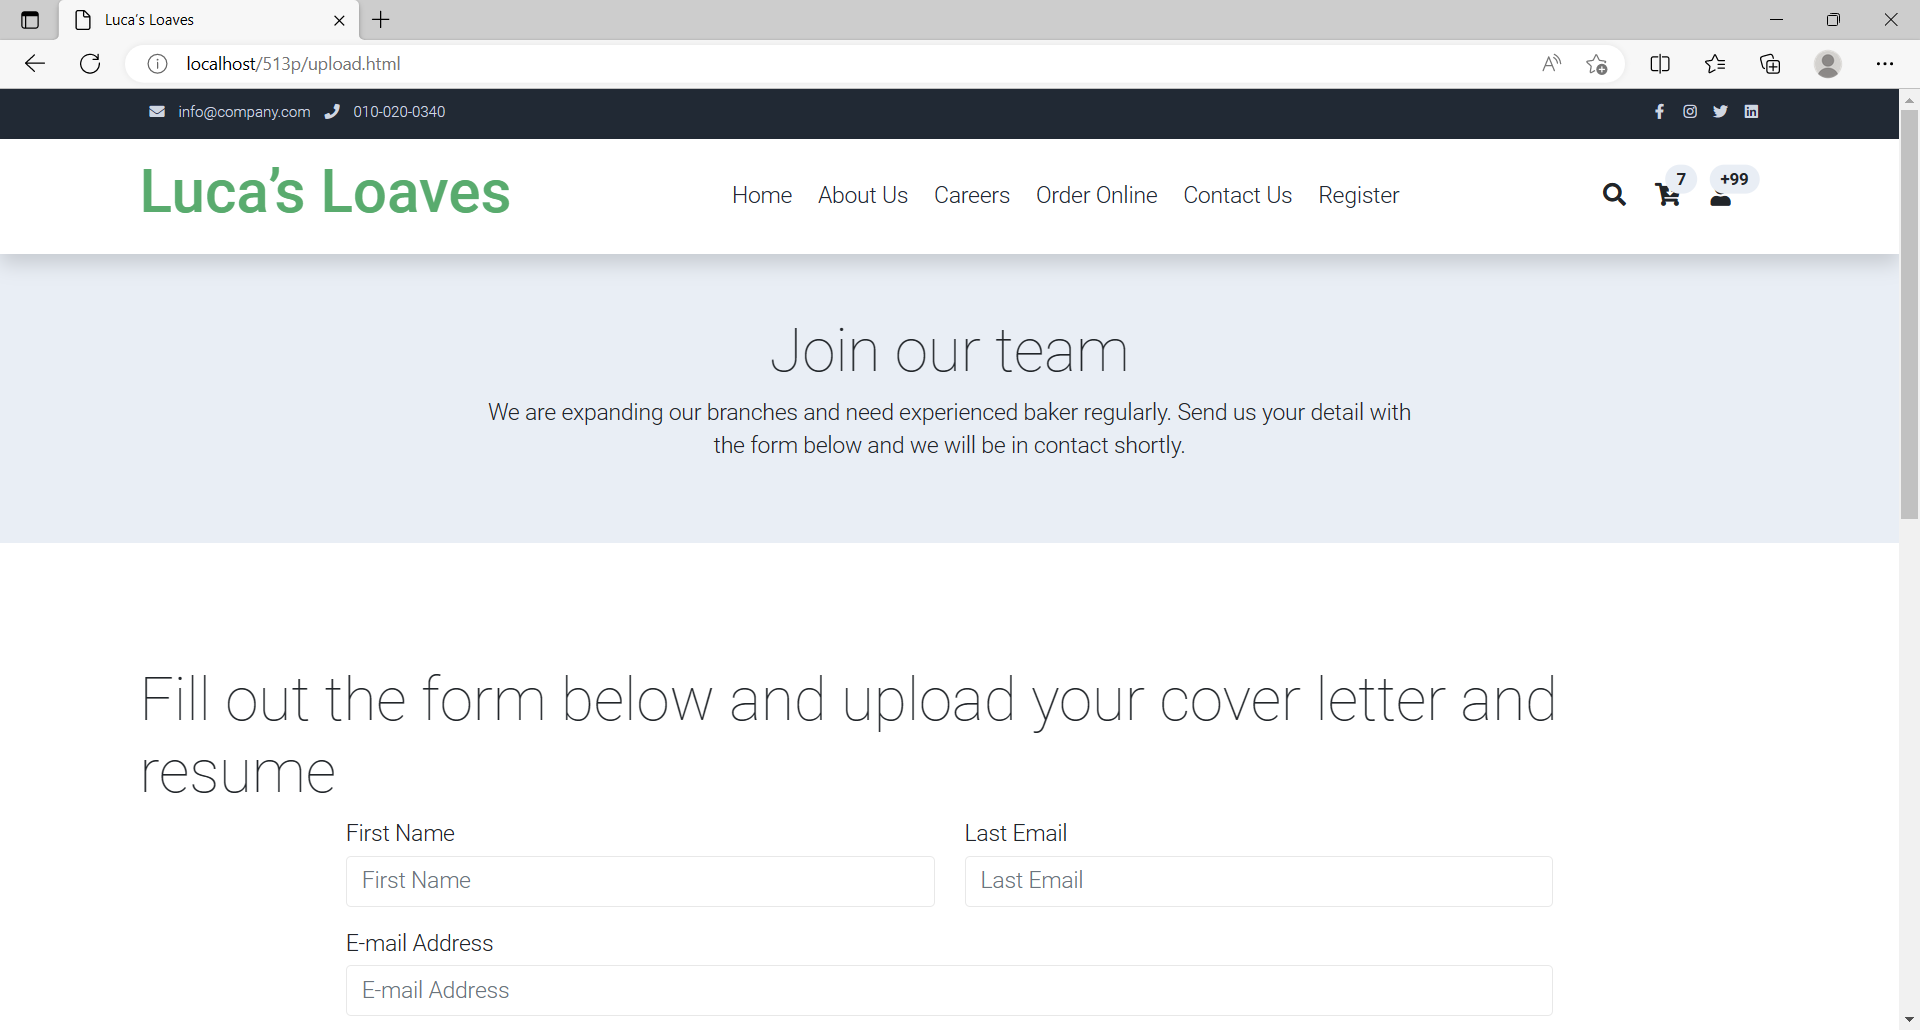 Luca's Loaves
localhost/513p/upload.html
info@company.com 010-020-0340
Luca’s Loaves
Home About Us Careers Order Online Contact Us Register
7 +99
Join our team
We are expanding our branches and need experienced baker regularly. Send us your detail with
the form below and we will be in contact shortly.
Fill out the form below and upload your cover letter and
resume
First Name Last Email
First Name Last Email
E-mail Address
E-mail Address